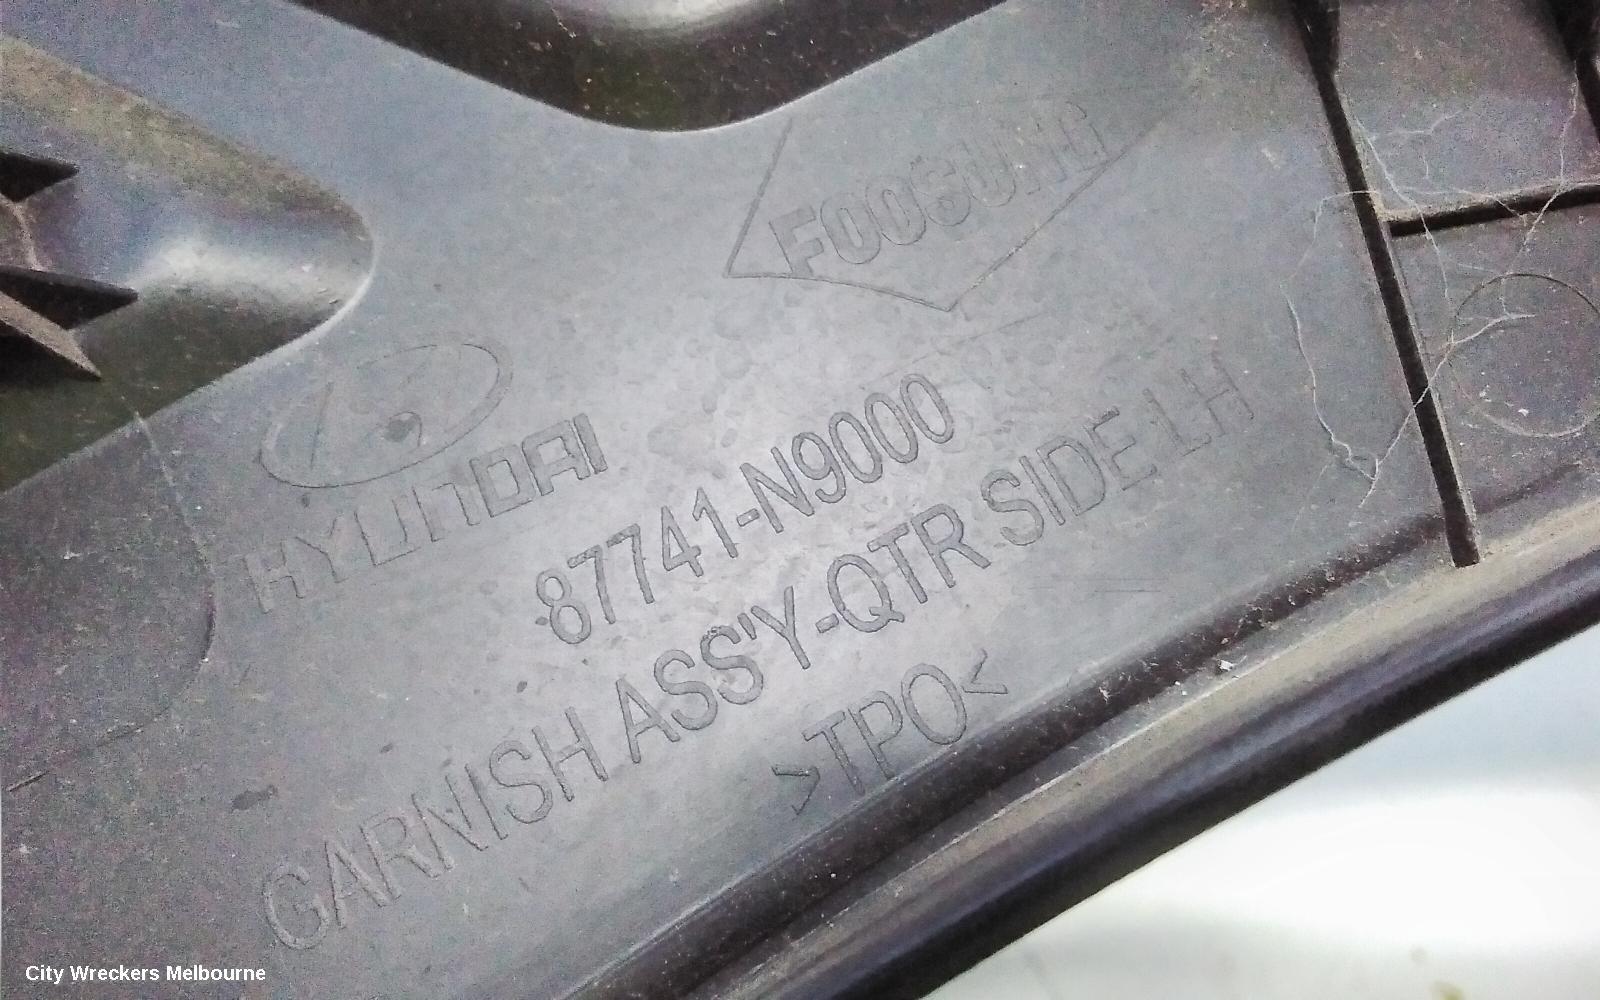 FOOSUNG
HYUNDAI
87741-N9000
GARNISH ASS'Y-QTR SIDE LH
>TPO<
City Wreckers Melbourne